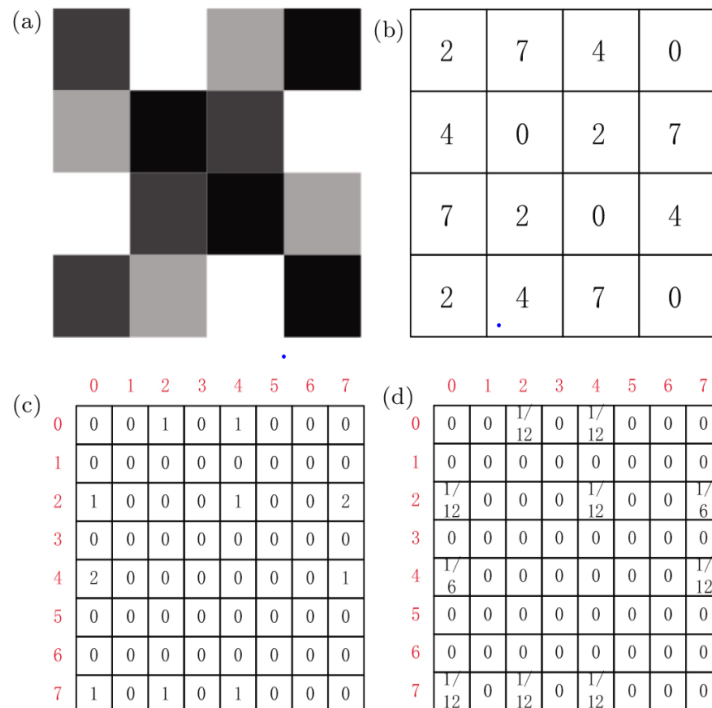 (a)
(b)
2 7 4 0
4 0 2 7
7 2 0 4
2 4 7 0
(c)
0 1 2 3 4 5 6 7
0 0 0 1 0 1 0 0 0
1 0 0 0 0 0 0 0 0
2 1 0 0 0 1 0 0 2
3 0 0 0 0 0 0 0 0
4 2 0 0 0 0 0 0 1
5 0 0 0 0 0 0 0 0
6 0 0 0 0 0 0 0 0
7 1 0 1 0 1 0 0 0
(d)
0 1 2 3 4 5 6 7
0 0 0 1/12 0 1/12 0 0 0
1 0 0 0 0 0 0 0 0
2 1/12 0 0 0 1/12 0 0 1/6
3 0 0 0 0 0 0 0 0
4 1/6 0 0 0 0 0 0 1/12
5 0 0 0 0 0 0 0 0
6 0 0 0 0 0 0 0 0
7 1/12 0 1/12 0 1/12 0 0 0